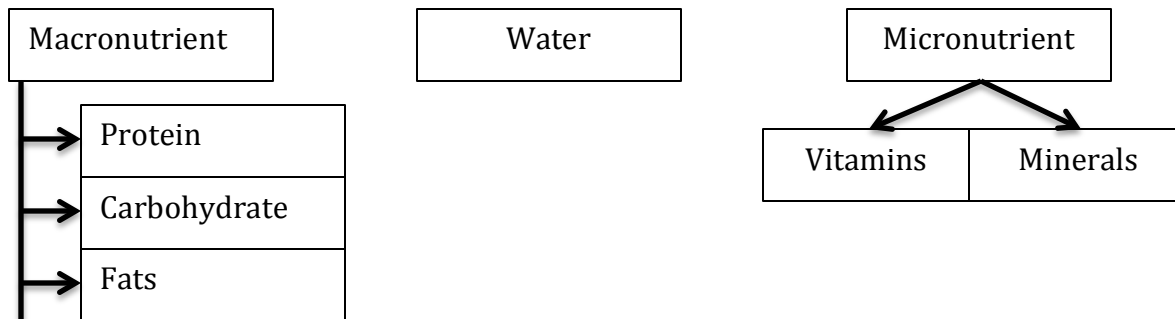 Macronutrient
Water
Micronutrient
Protein
Vitamins
Minerals
Carbohydrate
Fats